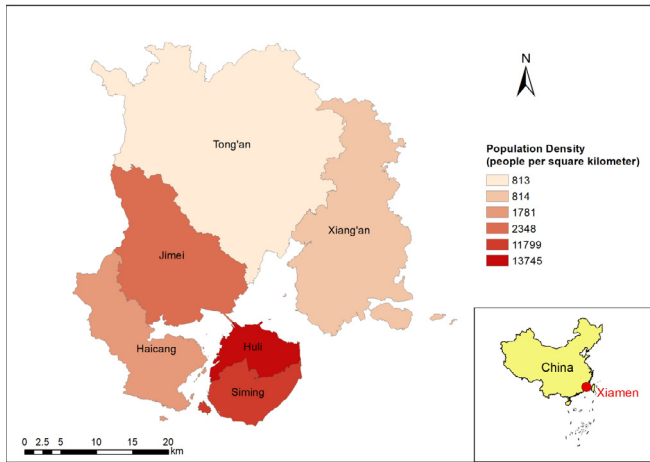 N
Tong'an
Population Density
(people per square kilometer)
813
814
1781
2348
11799
13745
Xiang'an
Jimei
Haicang
Huli
Siming
China
Xiamen
0 2.5 5 10 15 20
km